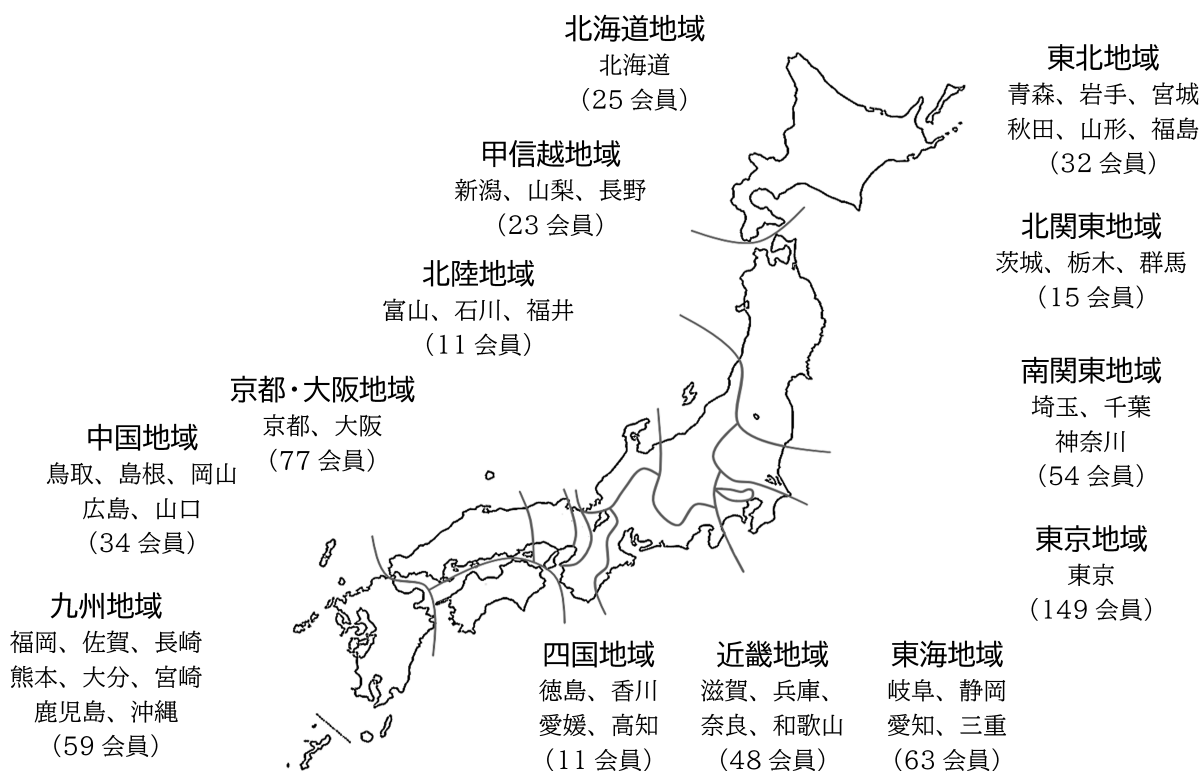 北海道地域
北海道
（25 会員）
東北地域
青森、岩手、宮城
秋田、山形、福島
（32 会員）
甲信越地域
新潟、山梨、長野
（23 会員）
北関東地域
茨城、栃木、群馬
（15 会員）
北陸地域
富山、石川、福井
（11 会員）
南関東地域
埼玉、千葉
神奈川
（54 会員）
京都・大阪地域
京都、大阪
（77 会員）
中国地域
鳥取、島根、岡山
広島、山口
（34 会員）
東京地域
東京
（149 会員）
九州地域
福岡、佐賀、長崎
熊本、大分、宮崎
鹿児島、沖縄
（59 会員）
四国地域
徳島、香川
愛媛、高知
（11 会員）
近畿地域
滋賀、兵庫、
奈良、和歌山
（48 会員）
東海地域
岐阜、静岡
愛知、三重
（63 会員）